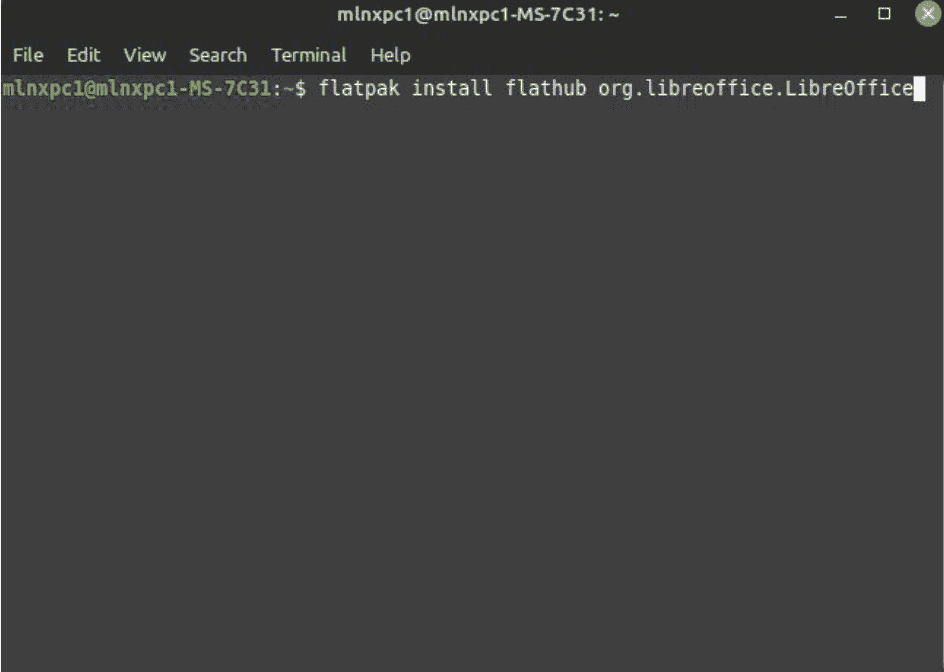 mlnxpc1@mlnxpc1-MS-7C31: ~
File Edit View Search Terminal Help
mlnxpc1@mlnxpc1-MS-7C31:~$ flatpak install flathub org.libreoffice.LibreOffice